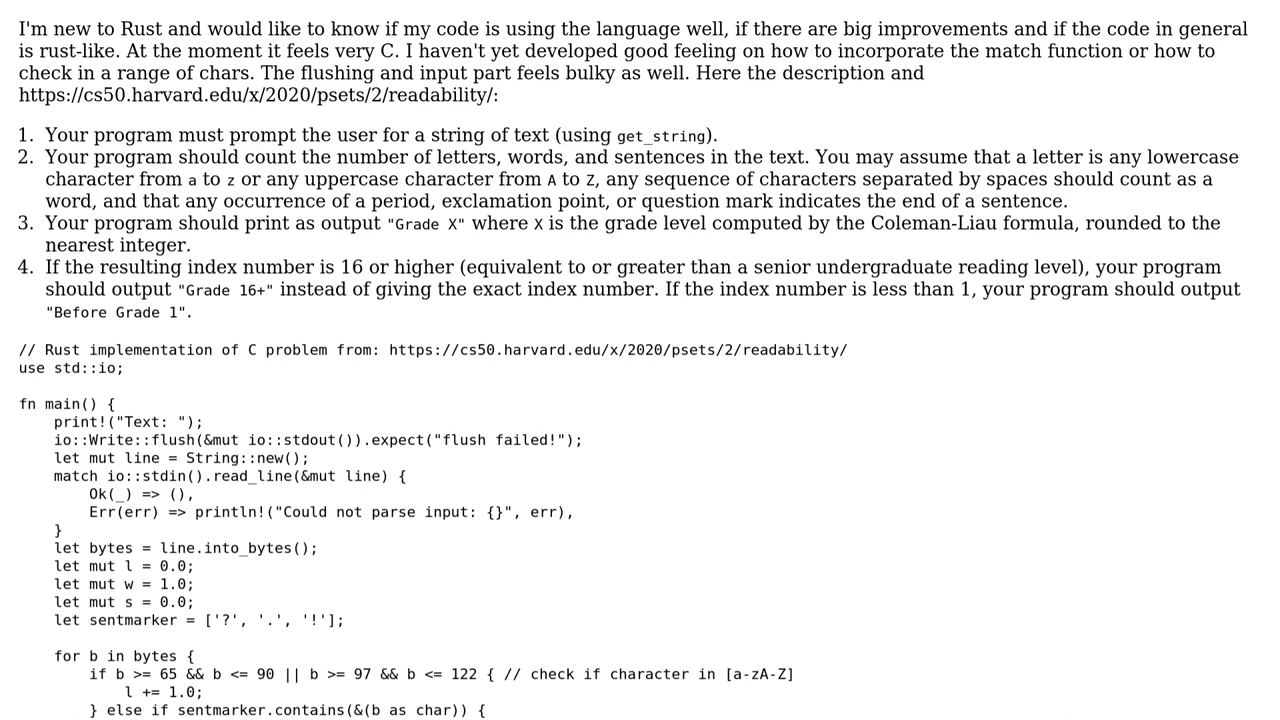 I'm new to Rust and would like to know if my code is using the language well, if there are big improvements and if the code in general
is rust-like. At the moment it feels very C. I haven't yet developed good feeling on how to incorporate the match function or how to
check in a range of chars. The flushing and input part feels bulky as well. Here the description and
https://cs50.harvard.edu/x/2020/psets/2/readability/:
1. Your program must prompt the user for a string of text (using get_string).
2. Your program should count the number of letters, words, and sentences in the text. You may assume that a letter is any lowercase
character from a to z or any uppercase character from A to Z, any sequence of characters separated by spaces should count as a
word, and that any occurrence of a period, exclamation point, or question mark indicates the end of a sentence.
3. Your program should print as output "Grade X" where X is the grade level computed by the Coleman-Liau formula, rounded to the
nearest integer.
4. If the resulting index number is 16 or higher (equivalent to or greater than a senior undergraduate reading level), your program
should output "Grade 16+" instead of giving the exact index number. If the index number is less than 1, your program should output
"Before Grade 1".
// Rust implementation of C problem from: https://cs50.harvard.edu/x/2020/psets/2/readability/
use std::io;
fn main() {
    print!("Text: ");
    io::Write::flush(&mut io::stdout()).expect("flush failed!");
    let mut line = String::new();
    match io::stdin().read_line(&mut line) {
        Ok(_) => (),
        Err(err) => println!("Could not parse input: {}", err),
    }
    let bytes = line.into_bytes();
    let mut l = 0.0;
    let mut w = 1.0;
    let mut s = 0.0;
    let sentmarker = ['?', '.', '!'];
    for b in bytes {
        if b >= 65 && b <= 90 || b >= 97 && b <= 122 { // check if character in [a-zA-Z]
            l += 1.0;
        } else if sentmarker.contains(&(b as char)) {